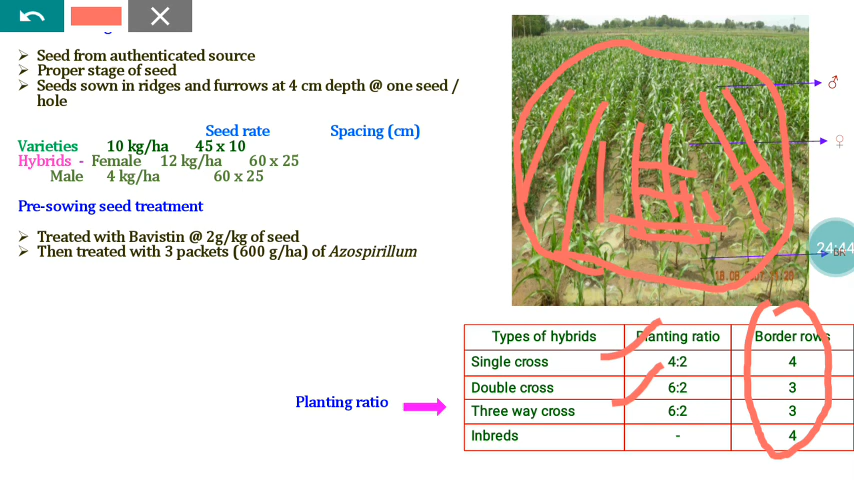 ➢ Seed from authenticated source
➢ Proper stage of seed
➢ Seeds sown in ridges and furrows at 4 cm depth @ one seed /
hole
Seed rate Spacing (cm)
Varieties 10 kg/ha 45 x 10
Hybrids - Female 12 kg/ha 60 x 25
Male 4 kg/ha 60 x 25
Pre-sowing seed treatment
➢ Treated with Bavistin @ 2g/kg of seed
➢ Then treated with 3 packets (600 g/ha) of Azospirillum
♂
♀
24:44
BR
Types of hybrids Planting ratio Border rows
Single cross 4:2 4
Double cross 6:2 3
Three way cross 6:2 3
Inbreds - 4
Planting ratio